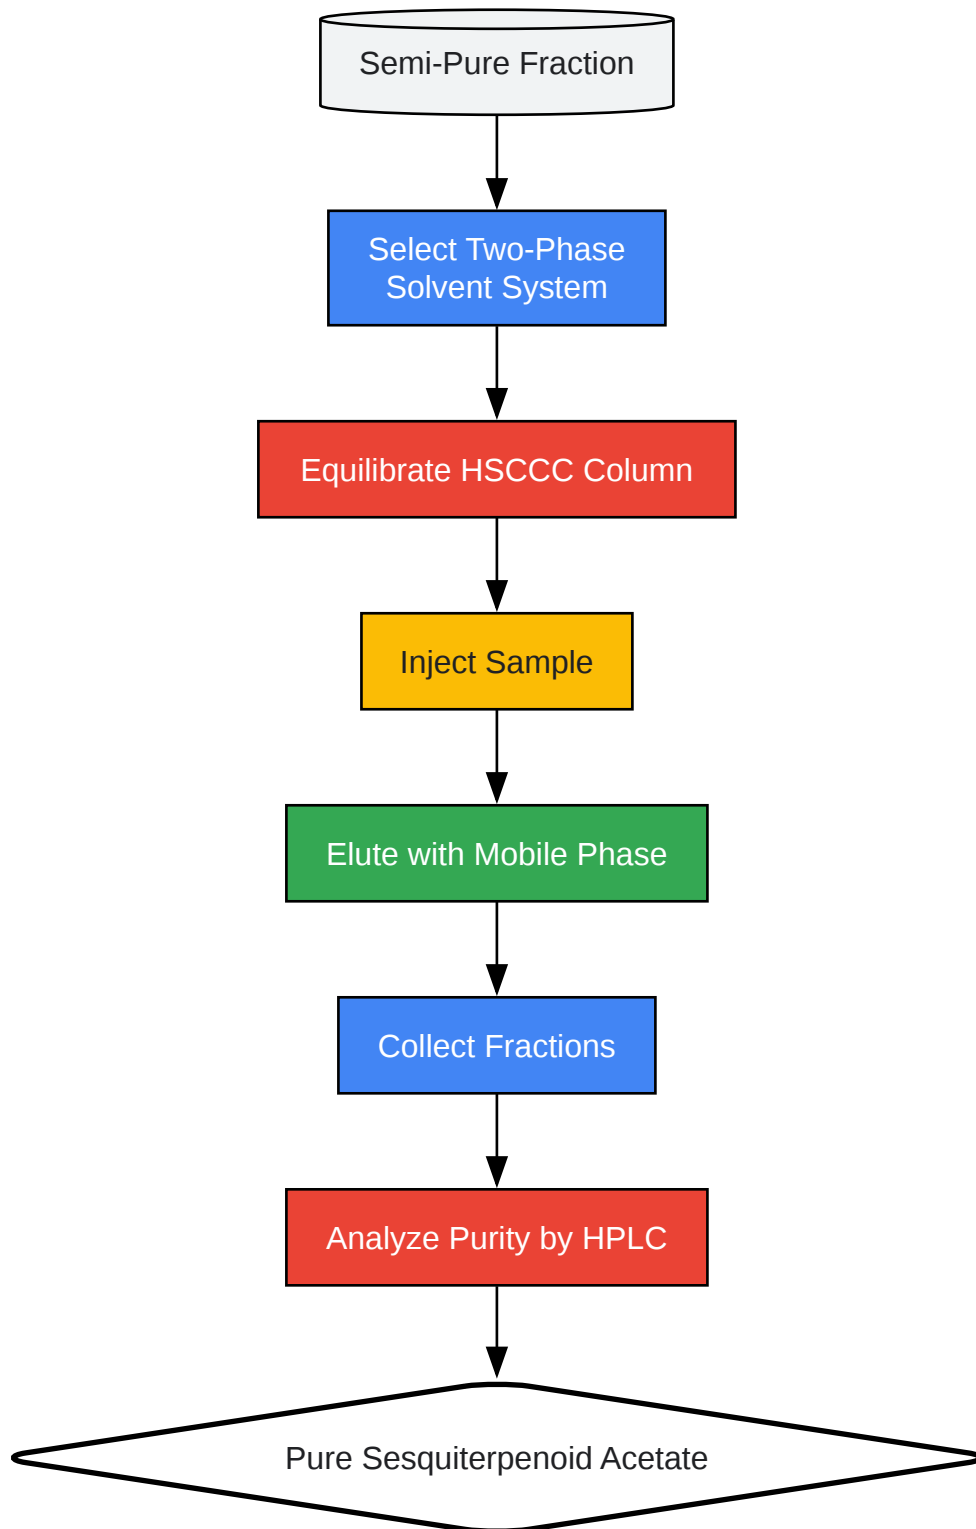 Semi-Pure Fraction
Select Two-Phase
Solvent System
Equilibrate HSCCC Column
Inject Sample
Elute with Mobile Phase
Collect Fractions
Analyze Purity by HPLC
Pure Sesquiterpenoid Acetate